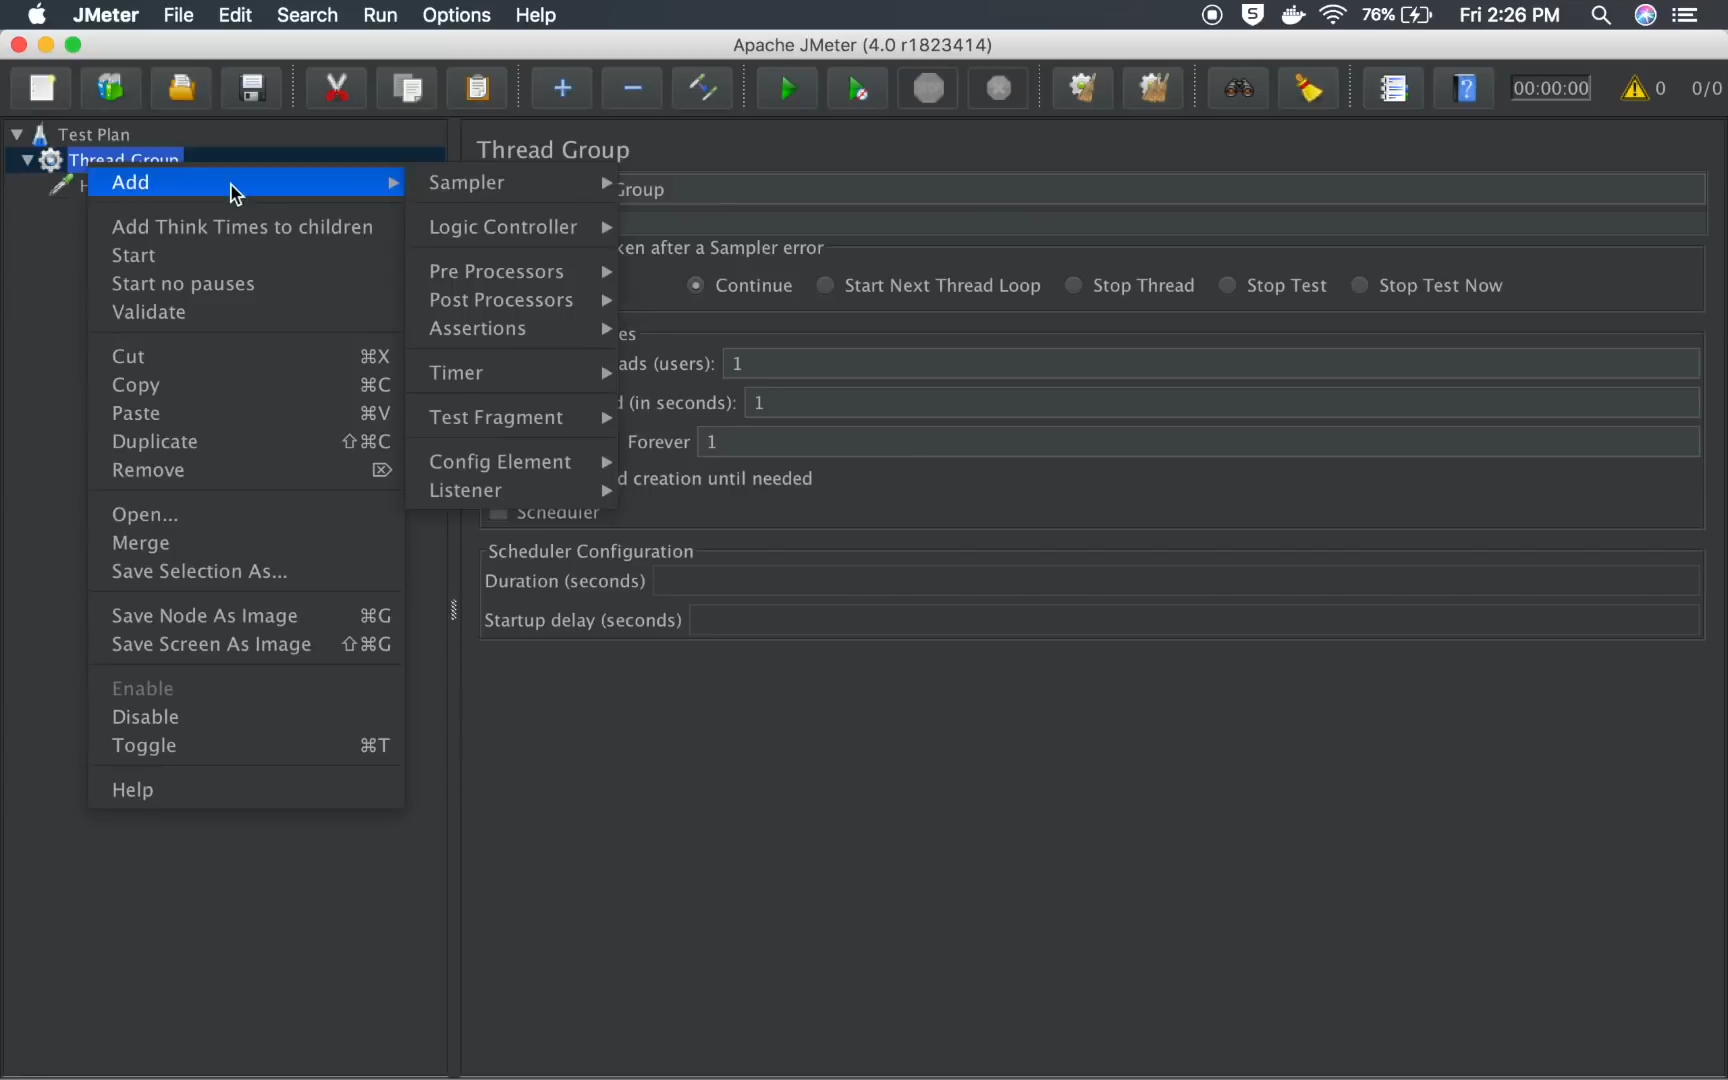 JMeter File Edit Search Run Options Help 76% Fri 2:26 PM
Apache JMeter (4.0 r1823414)
00:00:00 0 0/0
Test Plan
Thread Group
H
Add
Add Think Times to children
Start
Start no pauses
Validate
Cut ⌘X
Copy ⌘C
Paste ⌘V
Duplicate ⇧⌘C
Remove ⌦
Open...
Merge
Save Selection As...
Save Node As Image ⌘G
Save Screen As Image ⇧⌘G
Enable
Disable
Toggle ⌘T
Help
Sampler
Logic Controller
Pre Processors
Post Processors
Assertions
Timer
Test Fragment
Config Element
Listener
Thread Group
Group
ken after a Sampler error
Continue Start Next Thread Loop Stop Thread Stop Test Stop Test Now
es
ads (users): 1
d (in seconds): 1
Forever 1
d creation until needed
Scheduler
Scheduler Configuration
Duration (seconds)
Startup delay (seconds)